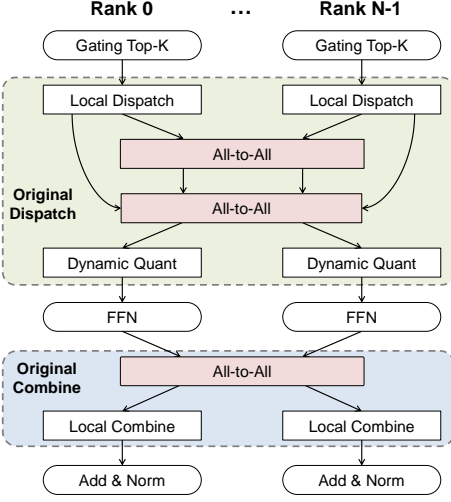 Rank 0 ... Rank N-1
Gating Top-K Gating Top-K
Local Dispatch Local Dispatch
All-to-All
Original
Dispatch
All-to-All
Dynamic Quant Dynamic Quant
FFN FFN
Original
Combine
All-to-All
Local Combine Local Combine
Add & Norm Add & Norm